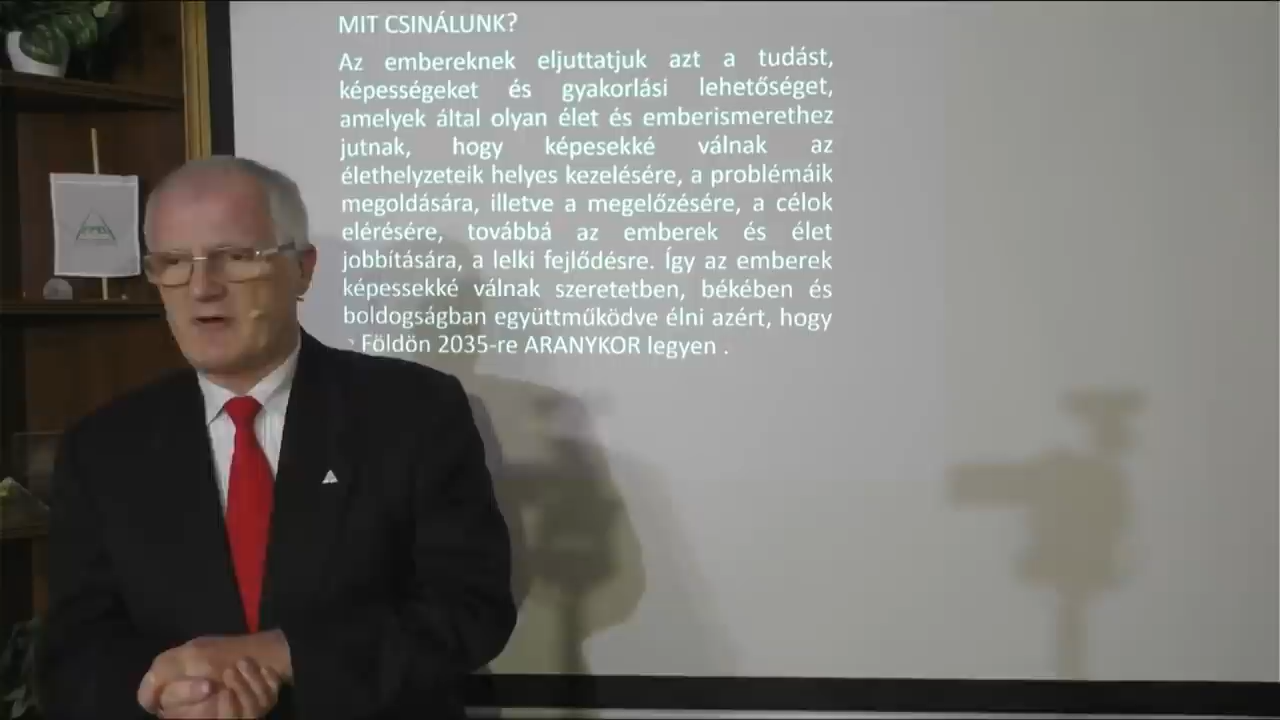 MIT CSINÁLUNK?
Az embereknek eljuttatjuk azt a tudást,
képességeket és gyakorlási lehetőséget,
amelyek által olyan élet és emberismerethez
jutnak, hogy képesekké válnak az
élethelyzeteik helyes kezelésére, a problémáik
megoldására, illetve a megelőzésére, a célok
elérésére, továbbá az emberek és élet
jobbítására, a lelki fejlődésre. Így az emberek
képessekké válnak szeretetben, békében és
boldogságban együttműködve élni azért, hogy
Földön 2035-re ARANYKOR legyen .